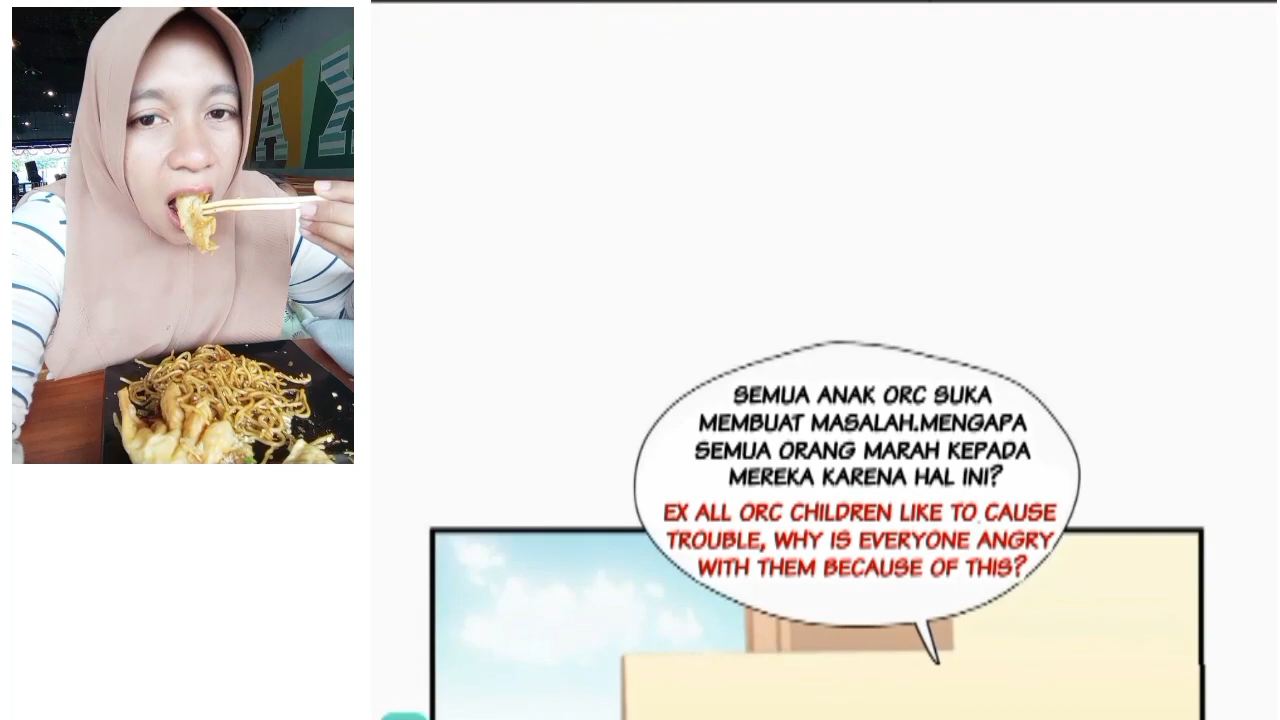 SEMUA ANAK ORC SUKA
MEMBUAT MASALAH.MENGAPA
SEMUA ORANG MARAH KEPADA
MEREKA KARENA HAL INI?
EX ALL ORC CHILDREN LIKE TO CAUSE
TROUBLE, WHY IS EVERYONE ANGRY
WITH THEM BECAUSE OF THIS?